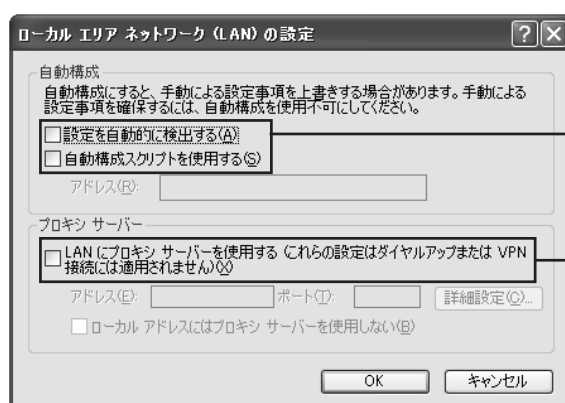 ローカル エリア ネットワーク (LAN) の設定
自動構成
自動構成にすると、手動による設定事項を上書きする場合があります。手動による
設定事項を確保するには、自動構成を使用不可にしてください。
設定を自動的に検出する(A)
自動構成スクリプトを使用する(S)
アドレス(R):
プロキシ サーバー
LAN にプロキシ サーバーを使用する (これらの設定はダイヤルアップまたは VPN
接続には適用されません)(X)
アドレス(E): ポート(T): 詳細設定(C)...
ローカル アドレスにはプロキシ サーバーを使用しない(B)
OK キャンセル